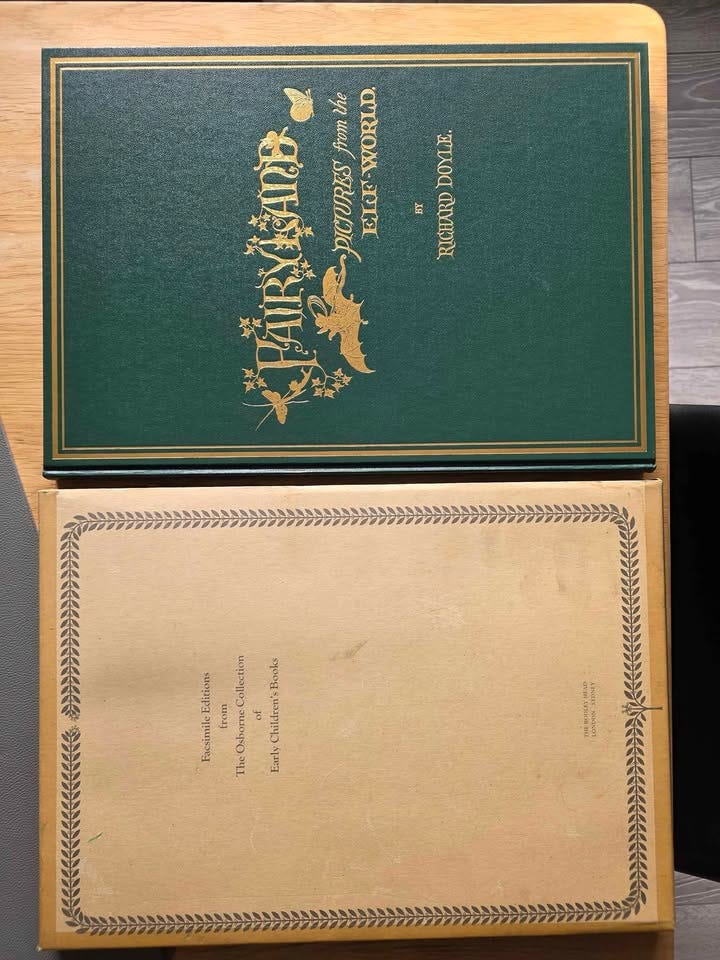 FAIRYLAND
PICTURES from the
ELF-WORLD.
BY
RICHARD DOYLE.
Facsimile Editions
from
The Osborne Collection
of
Early Children's Books
THE BODLEY HEAD
LONDON SYDNEY